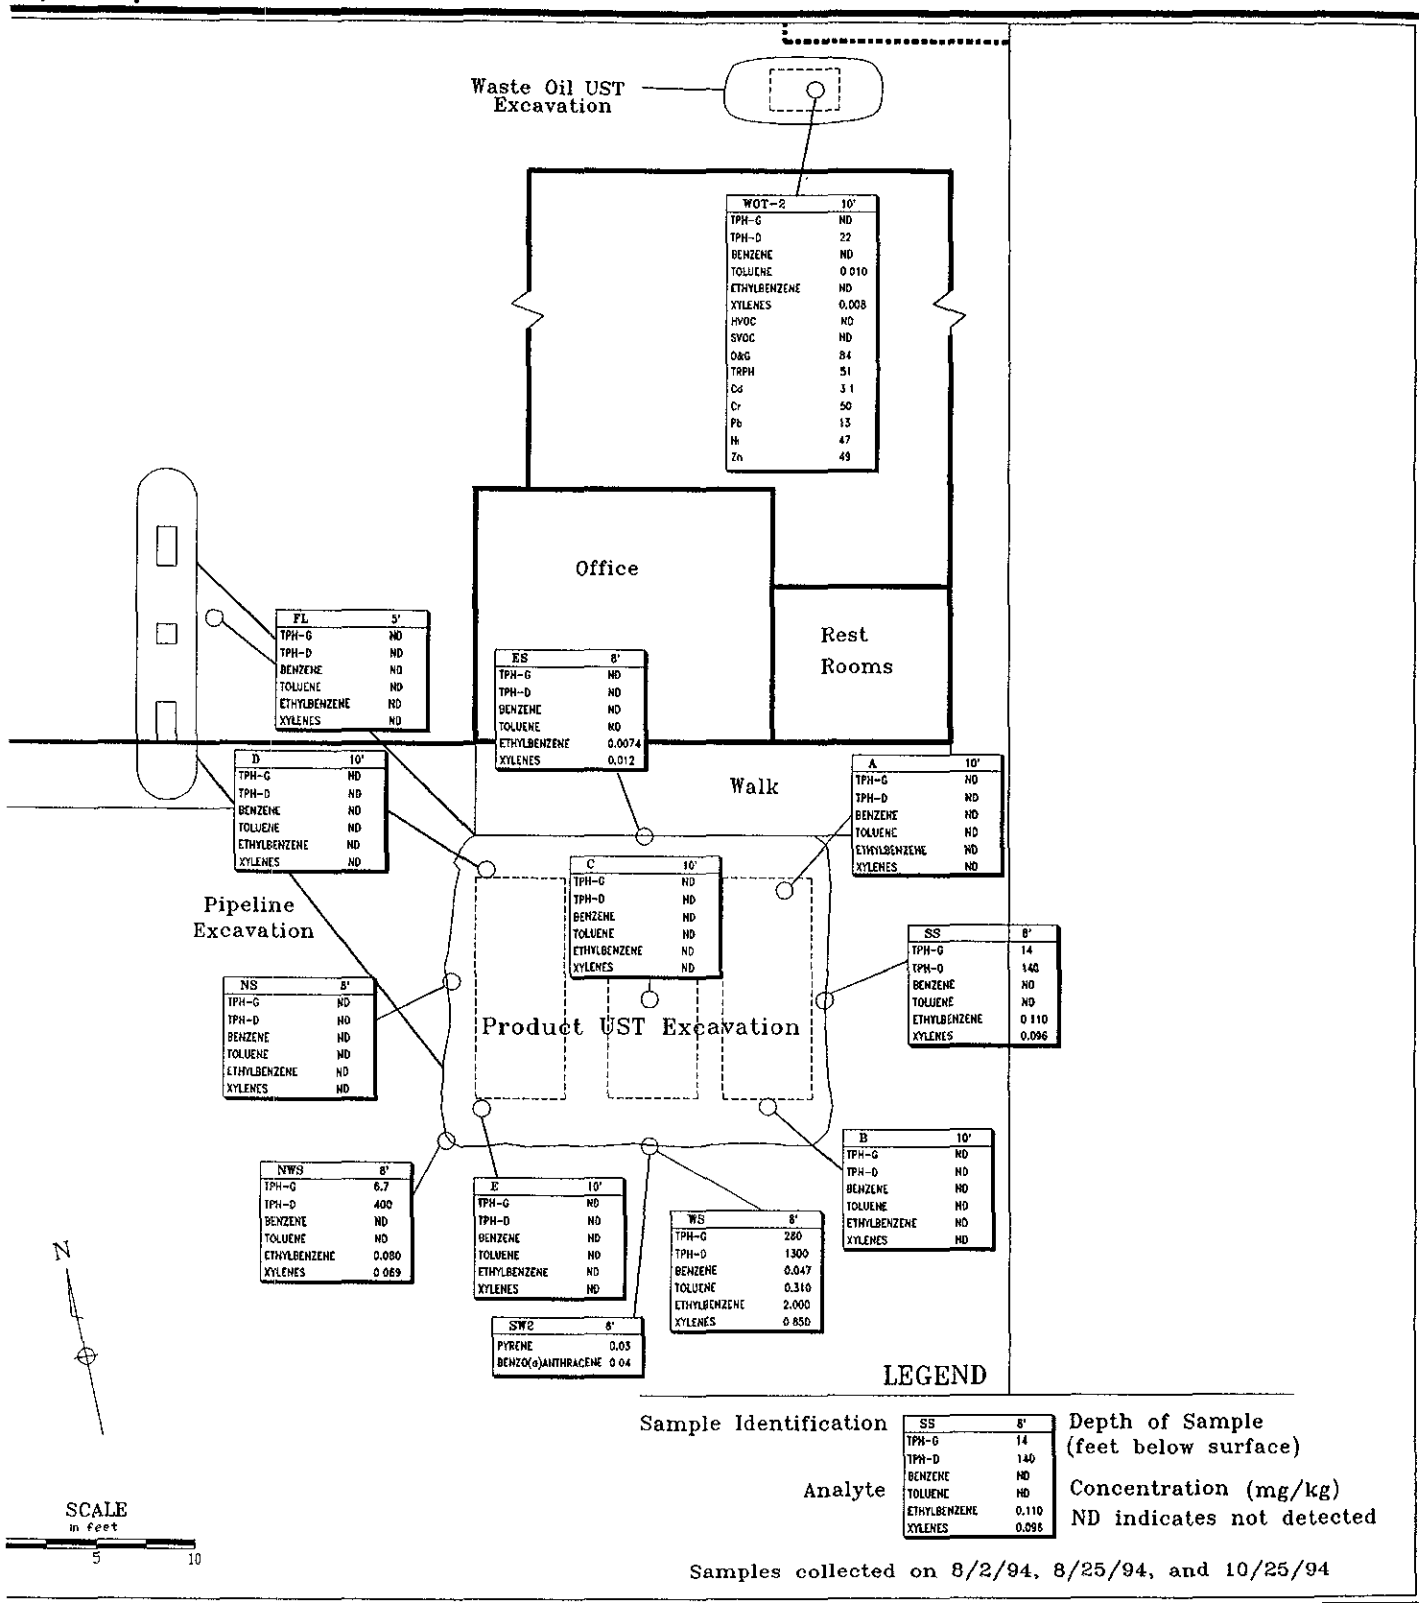 Waste Oil UST
Excavation
WOT-2 10'
TPH-G ND
TPH-D 22
BENZENE ND
TOLUENE 0 010
ETHYLBENZENE ND
XYLENES 0.008
HVOC ND
SVOC ND
O&G 84
TRPH 51
Cd 3 1
Cr 50
Pb 13
Ni 47
Zn 49
Office
Rest
Rooms
FL 5'
TPH-G ND
TPH-D ND
BENZENE ND
TOLUENE ND
ETHYLBENZENE ND
XYLENES ND
ES 8'
TPH-G ND
TPH-D ND
BENZENE ND
TOLUENE ND
ETHYLBENZENE 0.0074
XYLENES 0.012
D 10'
TPH-G ND
TPH-D ND
BENZENE ND
TOLUENE ND
ETHYLBENZENE ND
XYLENES ND
Walk
A 10'
TPH-G ND
TPH-D ND
BENZENE ND
TOLUENE ND
ETHYLBENZENE ND
XYLENES ND
C 10'
TPH-G ND
TPH-D ND
BENZENE ND
TOLUENE ND
ETHYLBENZENE ND
XYLENES ND
Pipeline
Excavation
SS 8'
TPH-G 14
TPH-D 140
BENZENE ND
TOLUENE ND
ETHYLBENZENE 0 110
XYLENES 0.096
NS 8'
TPH-G ND
TPH-D ND
BENZENE ND
TOLUENE ND
ETHYLBENZENE ND
XYLENES ND
Product UST Excavation
B 10'
TPH-G ND
TPH-D ND
BENZENE ND
TOLUENE ND
ETHYLBENZENE ND
XYLENES ND
NWS 8'
TPH-G 6.7
TPH-D 400
BENZENE ND
TOLUENE ND
ETHYLBENZENE 0.080
XYLENES 0 069
E 10'
TPH-G ND
TPH-D ND
BENZENE ND
TOLUENE ND
ETHYLBENZENE ND
XYLENES ND
WS 8'
TPH-G 280
TPH-D 1300
BENZENE 0.047
TOLUENE 0.310
ETHYLBENZENE 2.000
XYLENES 0 850
SW2 8'
PYRENE 0.03
BENZO(a)ANTHRACENE 0 04
N
LEGEND
Sample Identification
SS 8'
TPH-G 14
TPH-D 140
BENZENE ND
TOLUENE ND
ETHYLBENZENE 0.110
XYLENES 0.096
Depth of Sample
(feet below surface)
Analyte
Concentration (mg/kg)
ND indicates not detected
SCALE
in feet
5 10
Samples collected on 8/2/94, 8/25/94, and 10/25/94